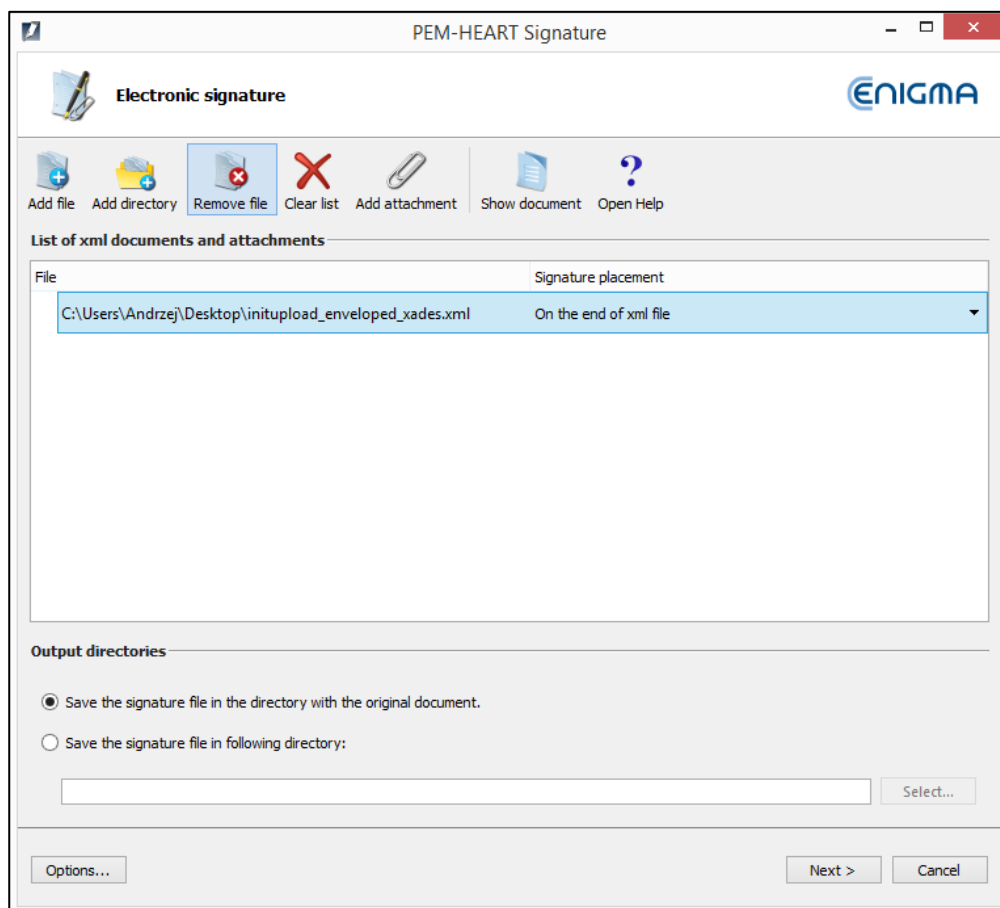 PEM-HEART Signature
Electronic signature
ENIGMA
Add file Add directory Remove file Clear list Add attachment Show document Open Help
List of xml documents and attachments
File Signature placement
C:\Users\Andrzej\Desktop\initupload_enveloped_xades.xml On the end of xml file
Output directories
Save the signature file in the directory with the original document.
Save the signature file in following directory:
Select...
Options... Next > Cancel